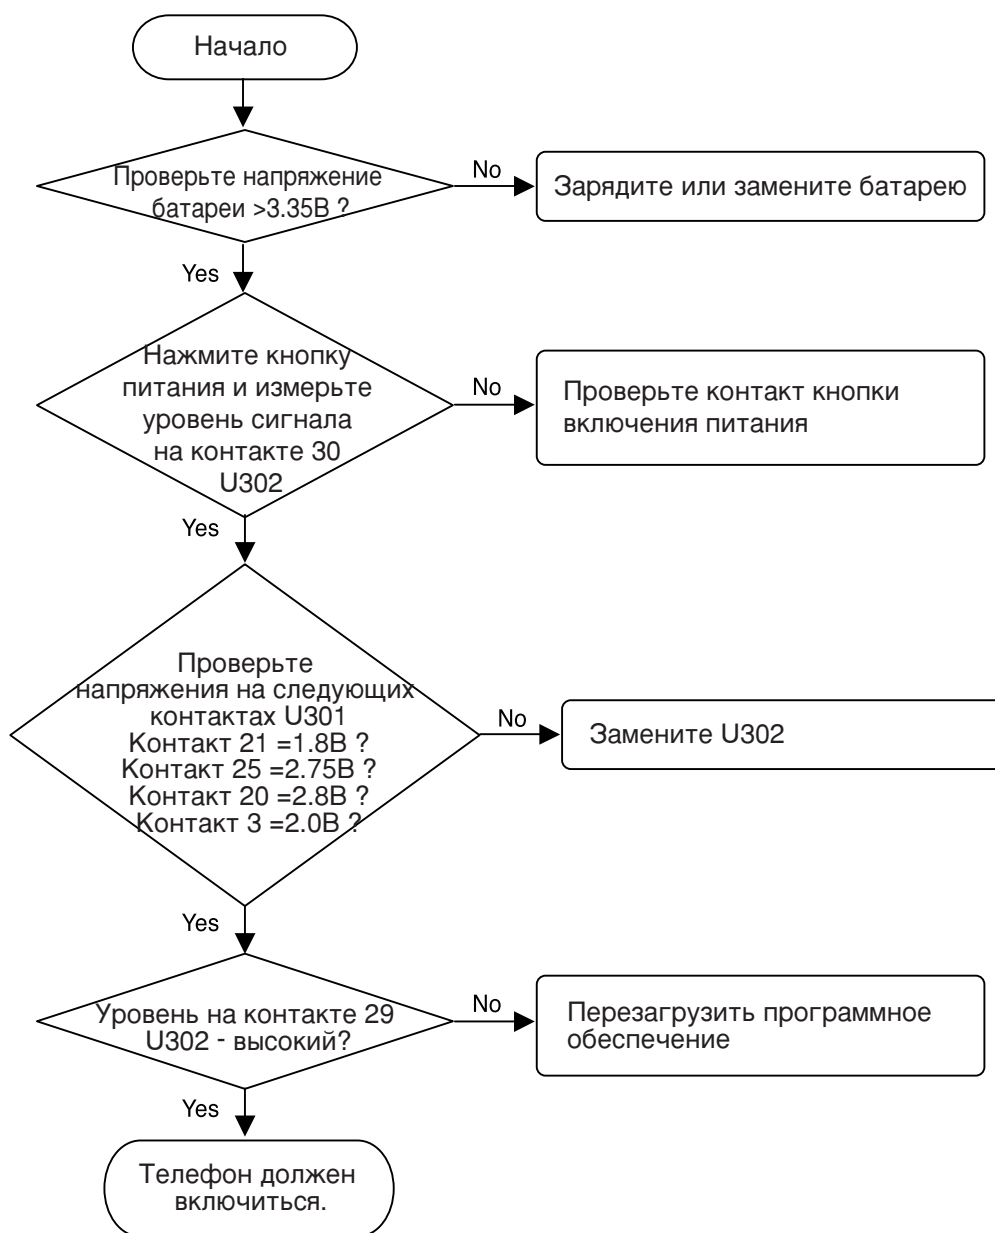 Начало
Проверьте напряжение
батареи >3.35В ?
No
Зарядите или замените батарею
Yes
Нажмите кнопку
питания и измерьте
уровень сигнала
на контакте 30
U302
No
Проверьте контакт кнопки
включения питания
Yes
Проверьте
напряжения на следующих
контактах U301
Контакт 21 =1.8В ?
Контакт 25 =2.75В ?
Контакт 20 =2.8В ?
Контакт 3 =2.0В ?
No
Замените U302
Yes
Уровень на контакте 29
U302 - высокий?
No
Перезагрузить программное
обеспечение
Yes
Телефон должен
включиться.